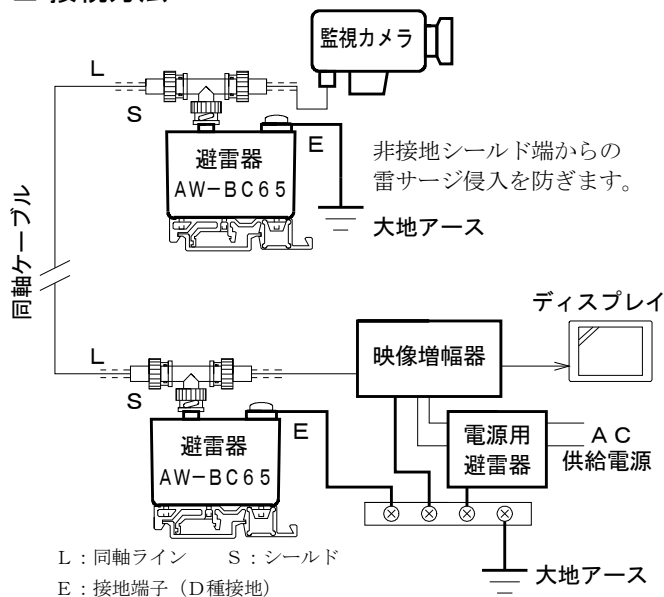 監視カメラ
L
S
E
避雷器
AW-BC65
非接地シールド端からの
雷サージ侵入を防ぎます。
大地アース
同軸ケーブル
ディスプレイ
L
S
映像増幅器
E
避雷器
AW-BC65
電源用
避雷器
AC
供給電源
L：同軸ライン　S：シールド
E：接地端子（D種接地）
大地アース